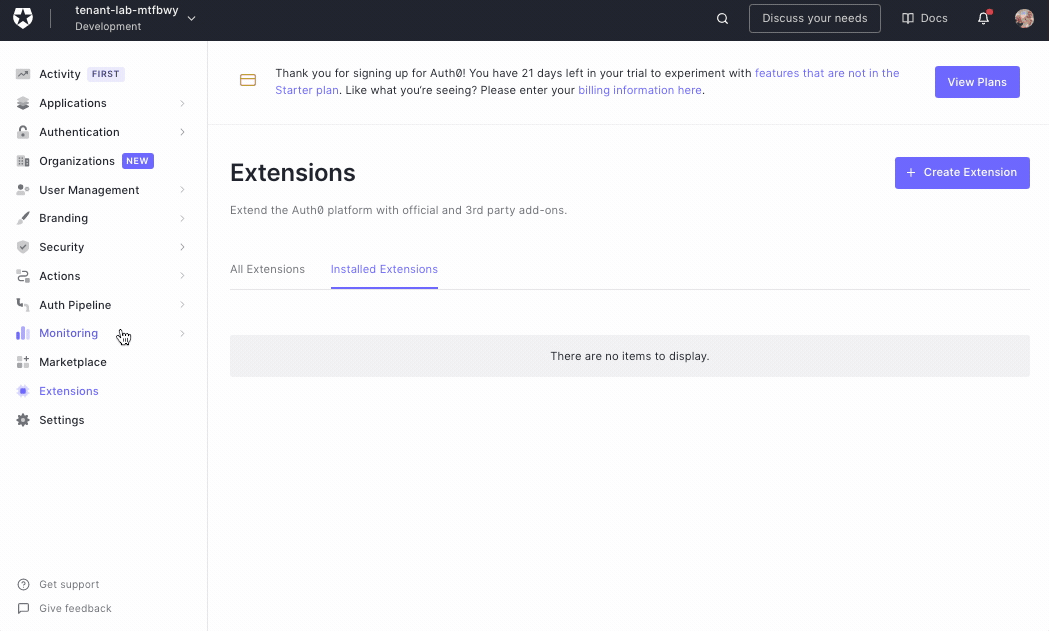 tenant-lab-mtfbwy
Development
Discuss your needs
Docs
Activity FIRST
Applications
Authentication
Organizations NEW
User Management
Branding
Security
Actions
Auth Pipeline
Monitoring
Marketplace
Extensions
Settings
Get support
Give feedback
Thank you for signing up for Auth0! You have 21 days left in your trial to experiment with features that are not in the
Starter plan. Like what you're seeing? Please enter your billing information here.
View Plans
Extensions
+ Create Extension
Extend the Auth0 platform with official and 3rd party add-ons.
All Extensions
Installed Extensions
There are no items to display.